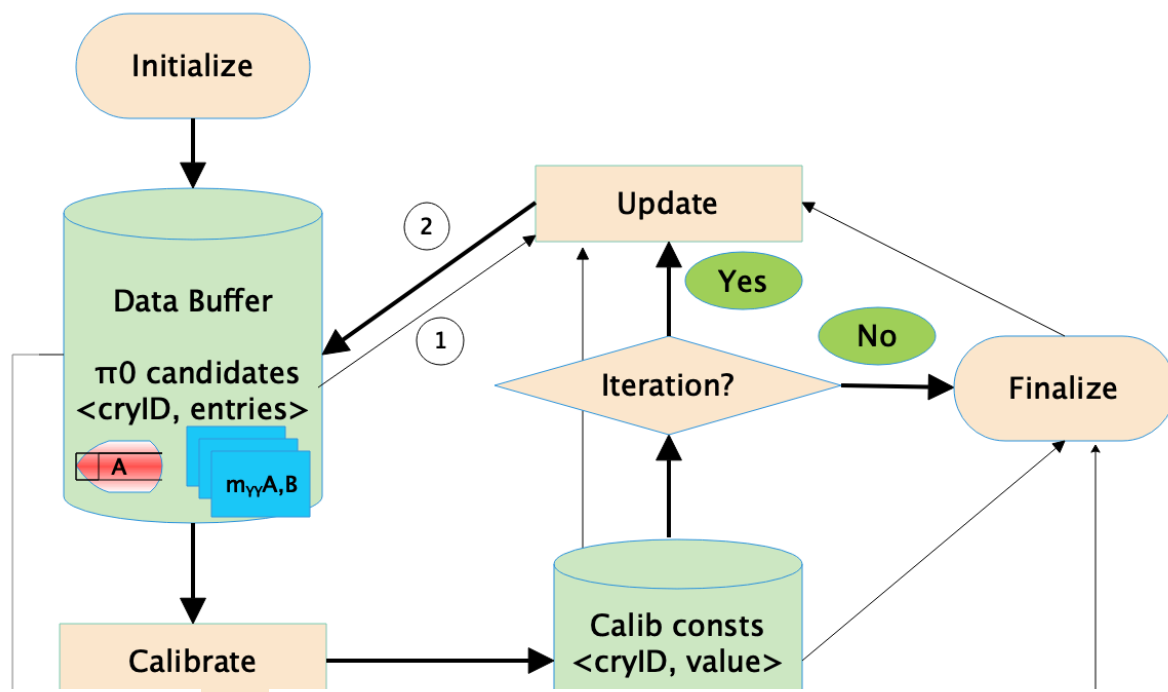 Initialize
Update
2
Yes
Data Buffer
1
No
π0 candidates
<cryID, entries>
Iteration?
Finalize
A
mγγA,B
Calib consts
<cryID, value>
Calibrate